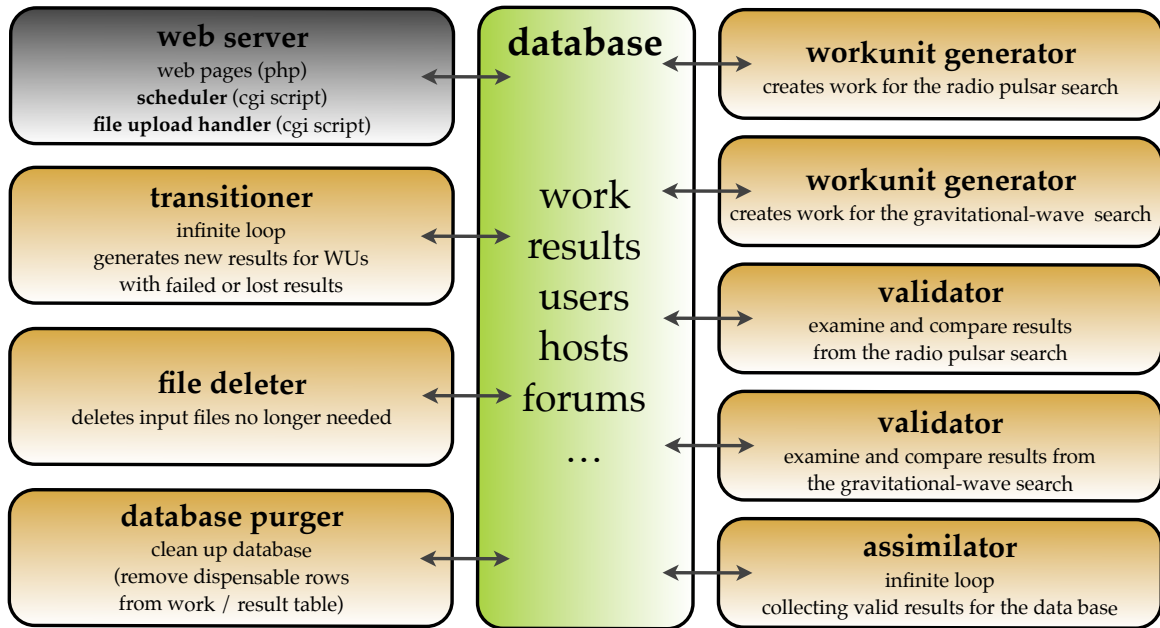 web server
web pages (php)
scheduler (cgi script)
file upload handler (cgi script)
transitioner
infinite loop
generates new results for WUs
with failed or lost results
file deleter
deletes input files no longer needed
database purger
clean up database
(remove dispensable rows
from work / result table)
database
work
results
users
hosts
forums
...
workunit generator
creates work for the radio pulsar search
workunit generator
creates work for the gravitational-wave search
validator
examine and compare results
from the radio pulsar search
validator
examine and compare results from
the gravitational-wave search
assimilator
infinite loop
collecting valid results for the data base